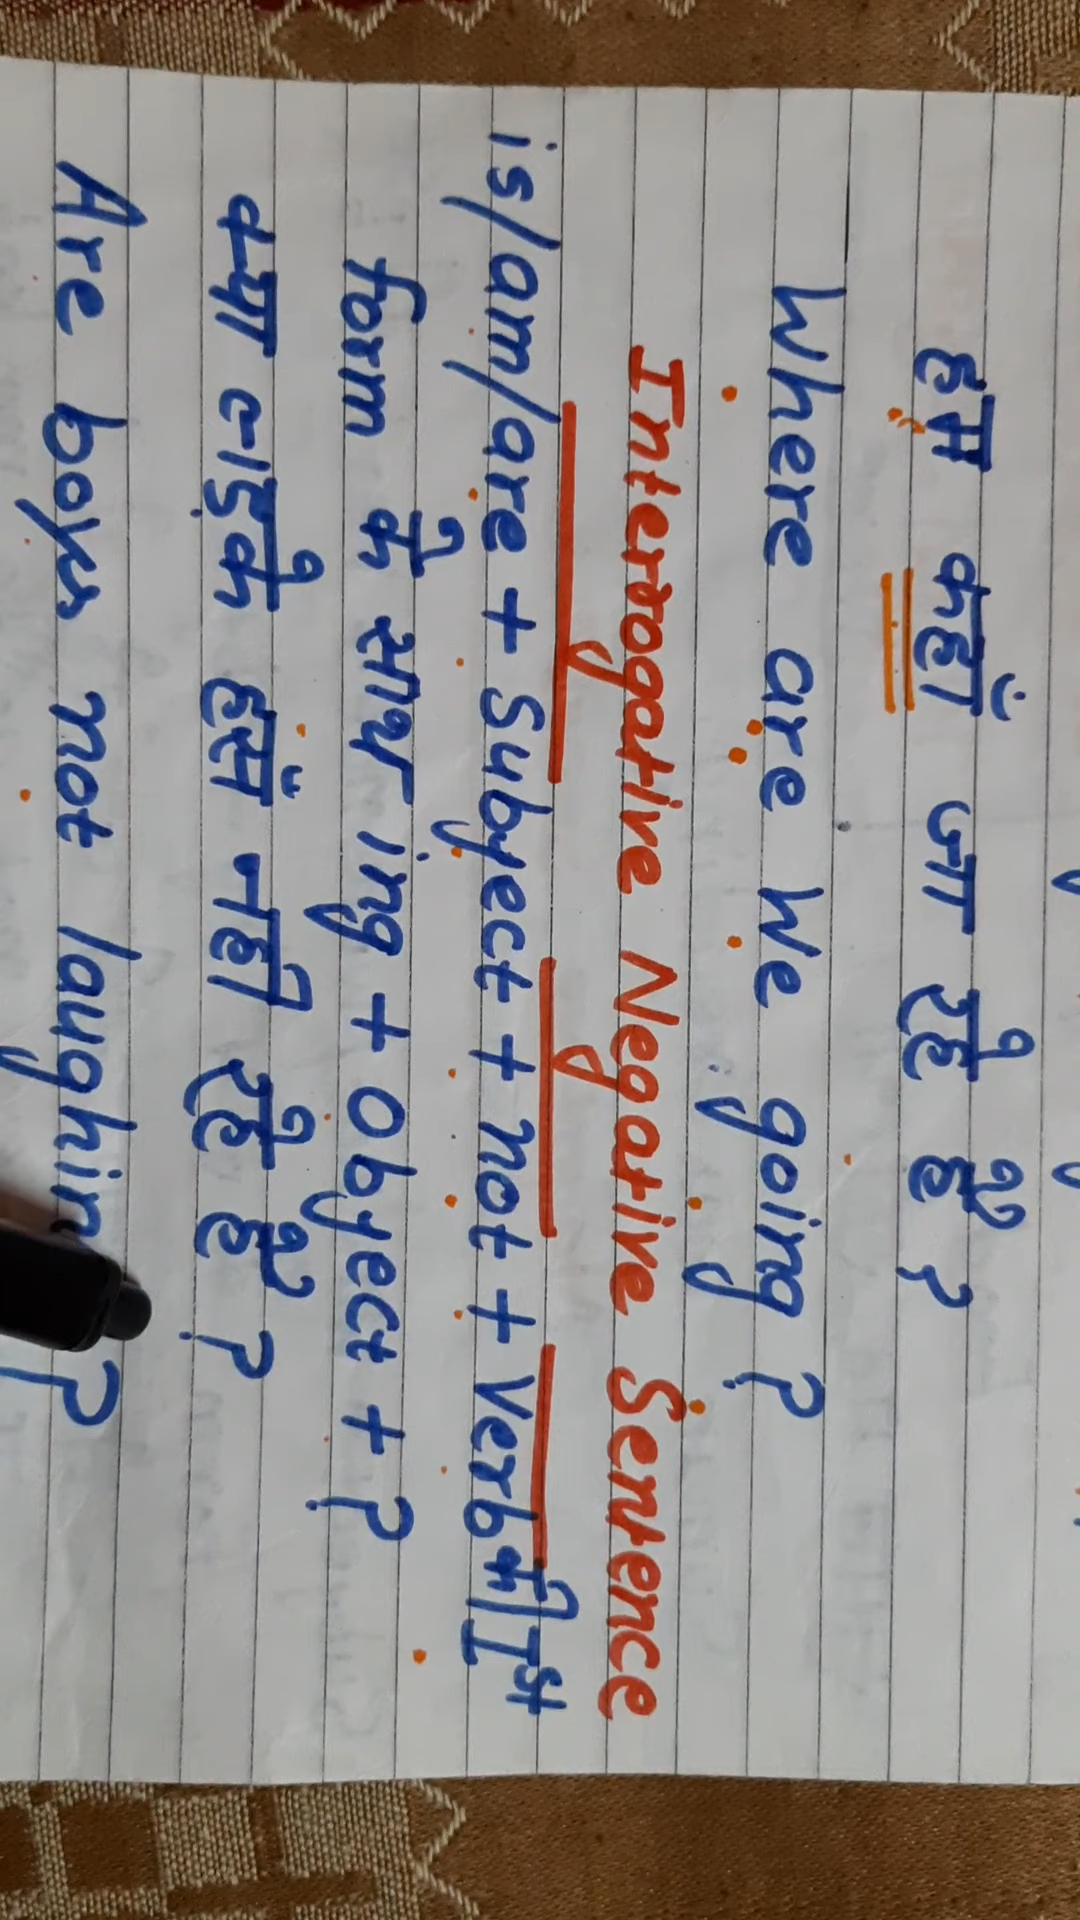 हम कहाँ जा रहे हैं ?
Where are We going ?
Interrogative Negative Sentence
is/am/are + Subject + not + Verb की Ist
form के साथ ing + Object + ?
क्या लड़के हँस नहीं रहे हैं ?
Are boys not laughing ?